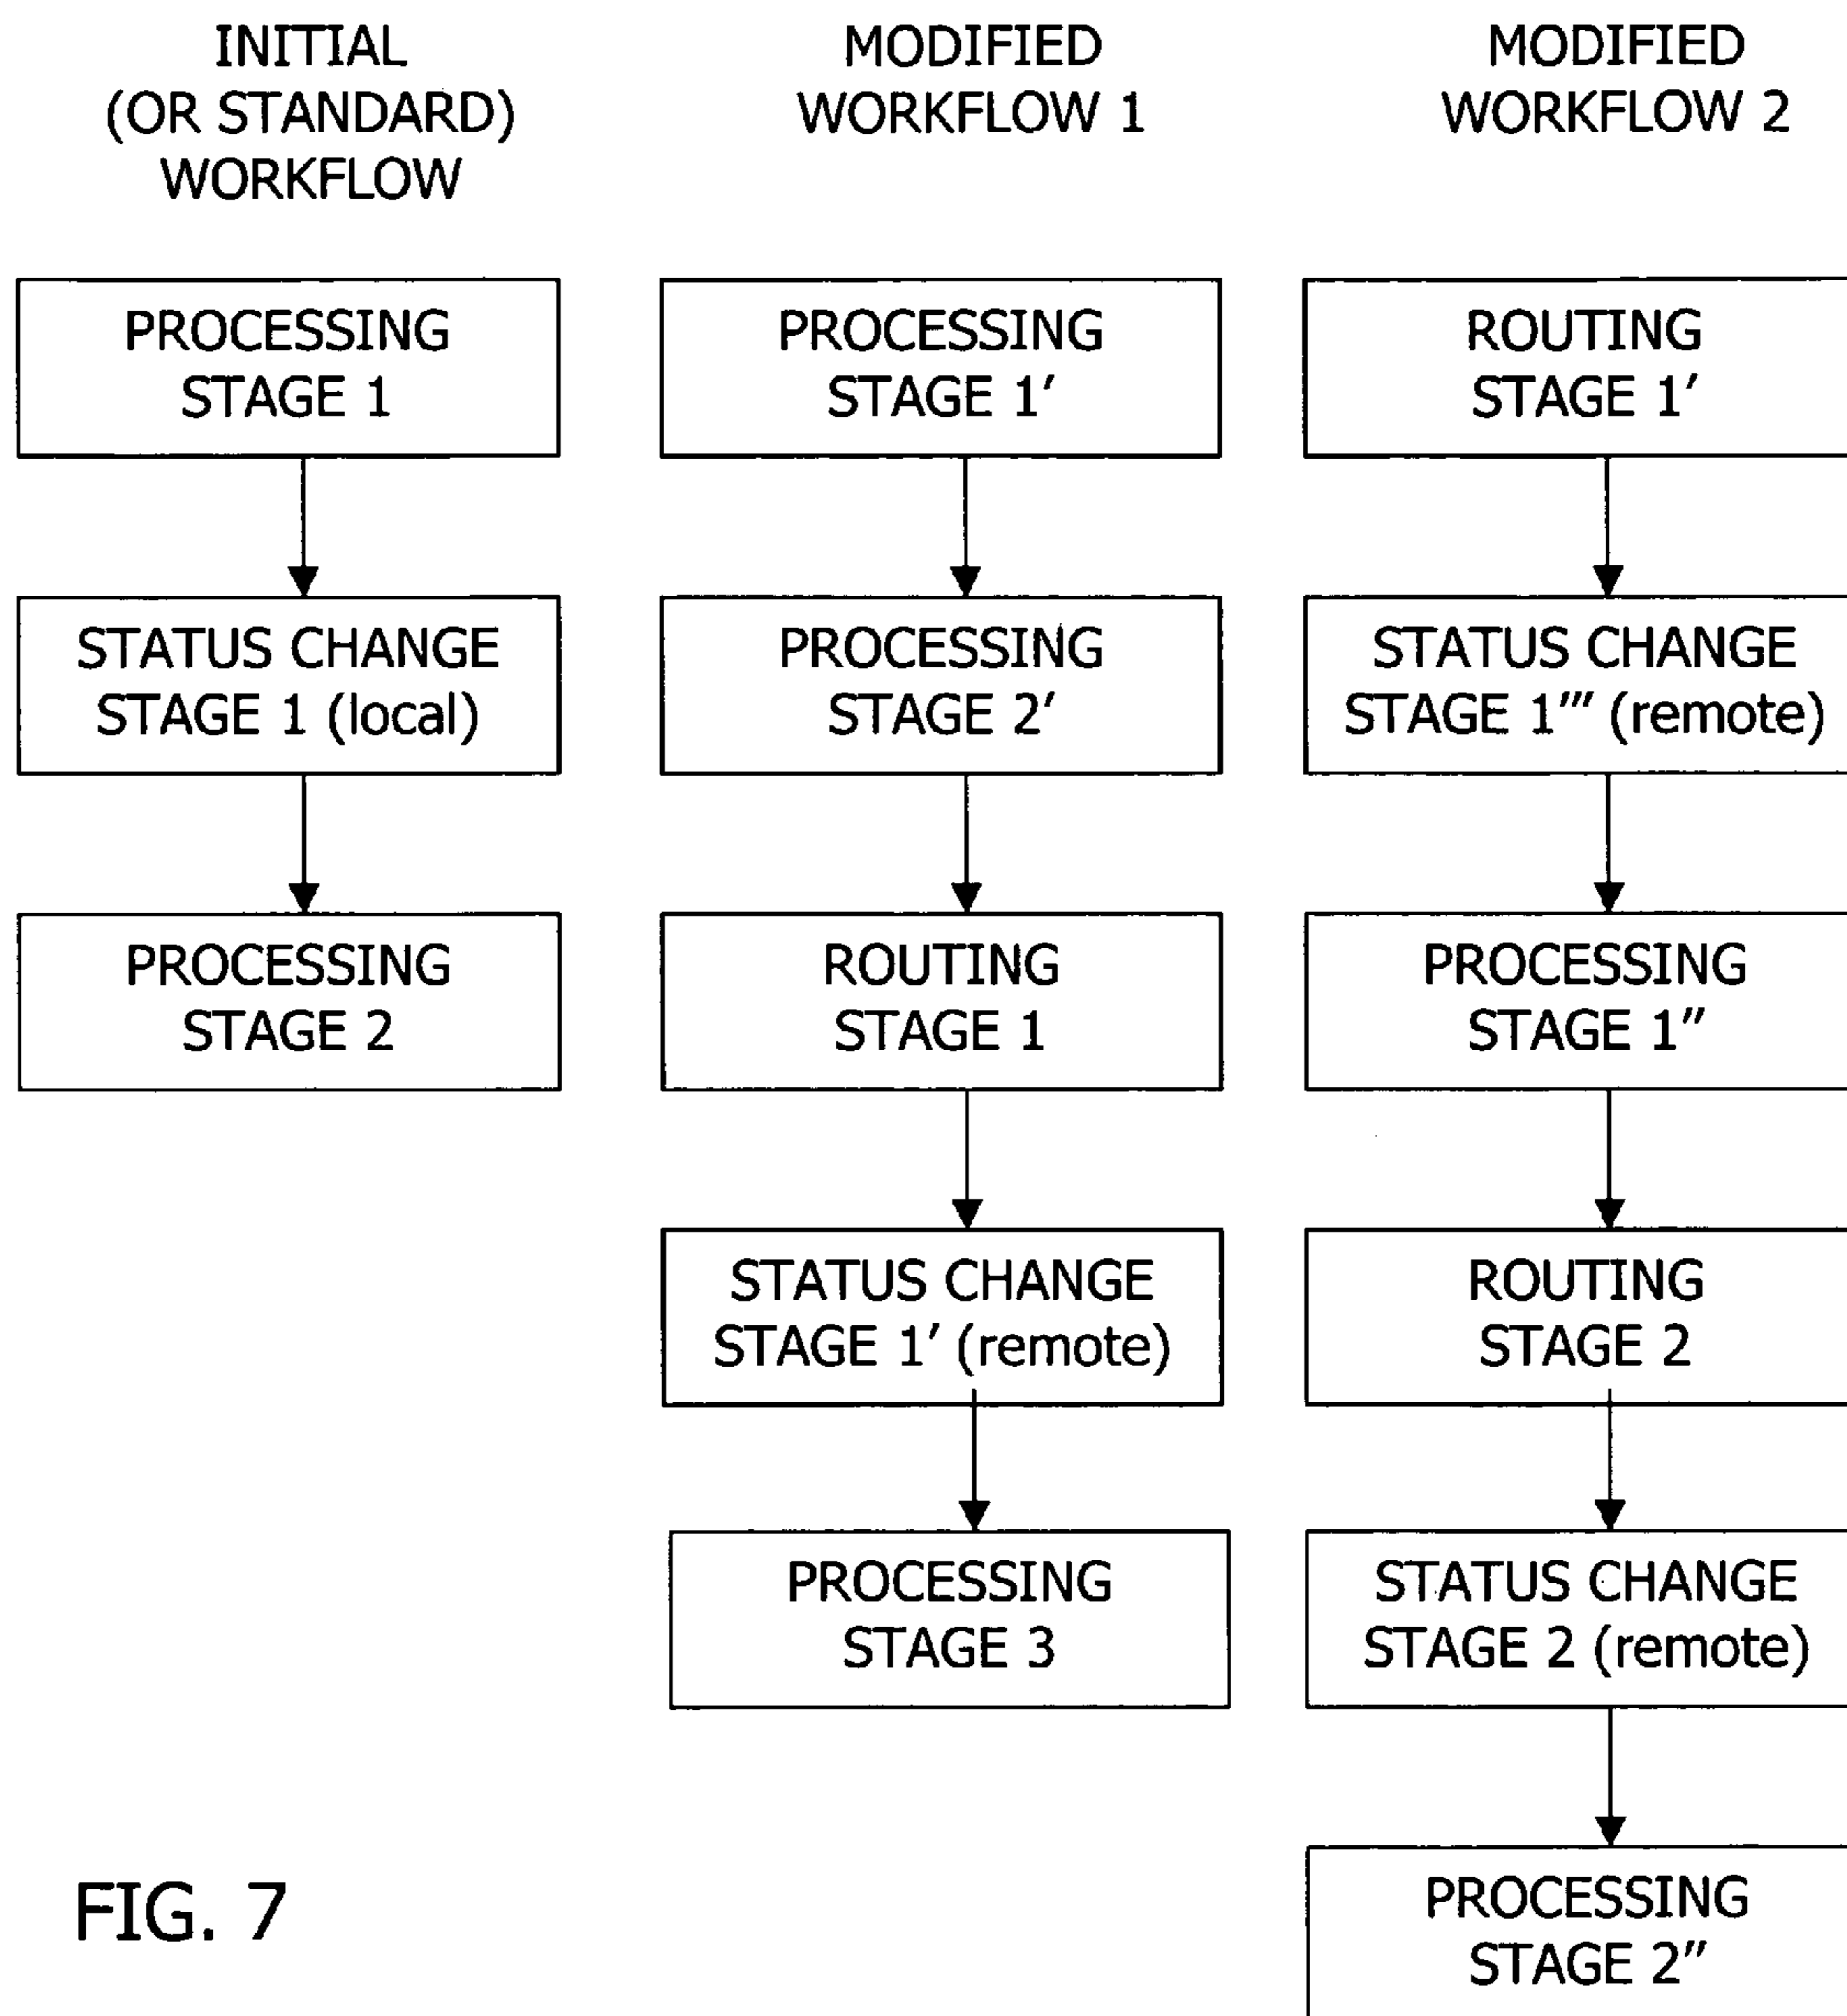 INITIAL
(OR STANDARD)
WORKFLOW
PROCESSING
STAGE 1
STATUS CHANGE
STAGE 1 (local)
PROCESSING
STAGE 2
MODIFIED
WORKFLOW 1
PROCESSING
STAGE 1′
PROCESSING
STAGE 2′
ROUTING
STAGE 1
STATUS CHANGE
STAGE 1′ (remote)
PROCESSING
STAGE 3
MODIFIED
WORKFLOW 2
ROUTING
STAGE 1′
STATUS CHANGE
STAGE 1‴ (remote)
PROCESSING
STAGE 1″
ROUTING
STAGE 2
STATUS CHANGE
STAGE 2 (remote)
PROCESSING
STAGE 2″
FIG. 7